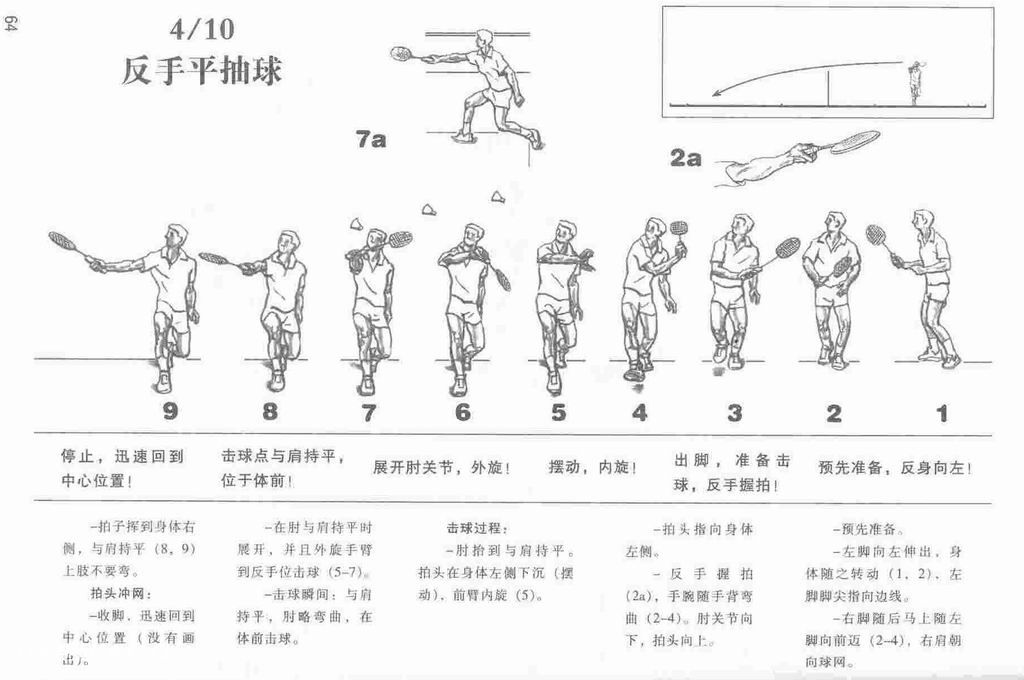 64
4/10
反手平抽球
7a
2a
9 8 7 6 5 4 3 2 1
停止，迅速回到
中心位置！
击球点与肩持平，
位于体前！
展开肘关节，外旋！
摆动，内旋！
出脚，准备击
球，反手握拍！
预先准备，反身向左！
-拍子挥到身体右
侧，与肩持平（8，9）
上肢不要弯。
拍头冲网：
-收脚，迅速回到
中心位置（没有画
出）。
-在肘与肩持平时
展开，并且外旋手臂
到反手位击球（5-7）。
-击球瞬间：与肩
持平，肘略弯曲，在
体前击球。
击球过程：
-肘抬到与肩持平。
拍头在身体左侧下沉（摆
动），前臂内旋（5）。
-拍头指向身体
左侧。
-反手握拍
（2a），手腕随手背弯
曲（2-4）。肘关节向
下，拍头向上。
-预先准备。
-左脚向左伸出，身
体随之转动（1，2），左
脚脚尖指向边线。
-右脚随后马上随左
脚向前迈（2-4），右肩朝
向球网。